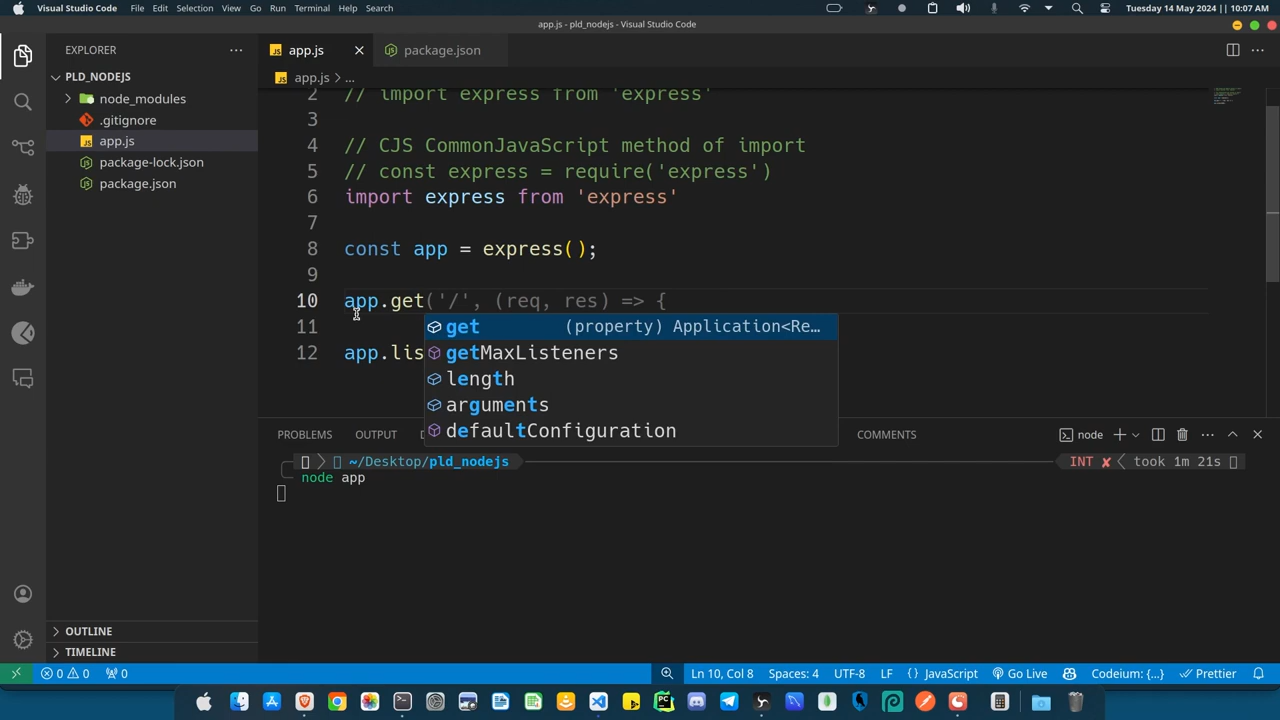 Visual Studio Code File Edit Selection View Go Run Terminal Help Search Tuesday 14 May 2024 | 10:07 AM
app.js - pld_nodejs - Visual Studio Code
EXPLORER
app.js
package.json
PLD_NODEJS
app.js > ...
node_modules
.gitignore
app.js
package-lock.json
package.json
2 // import express from 'express'
3
4 // CJS CommonJavaScript method of import
5 // const express = require('express')
6 import express from 'express'
7
8 const app = express();
9
10 app.get('/', (req, res) => {
11
12 app.lis
get (property) Application<Re…
getMaxListeners
length
arguments
defaultConfiguration
PROBLEMS OUTPUT D COMMENTS node
~/Desktop/pld_nodejs INT ✘ took 1m 21s
node app
OUTLINE
TIMELINE
0 0 0 Ln 10, Col 8 Spaces: 4 UTF-8 LF {} JavaScript Go Live Codeium: {...} Prettier